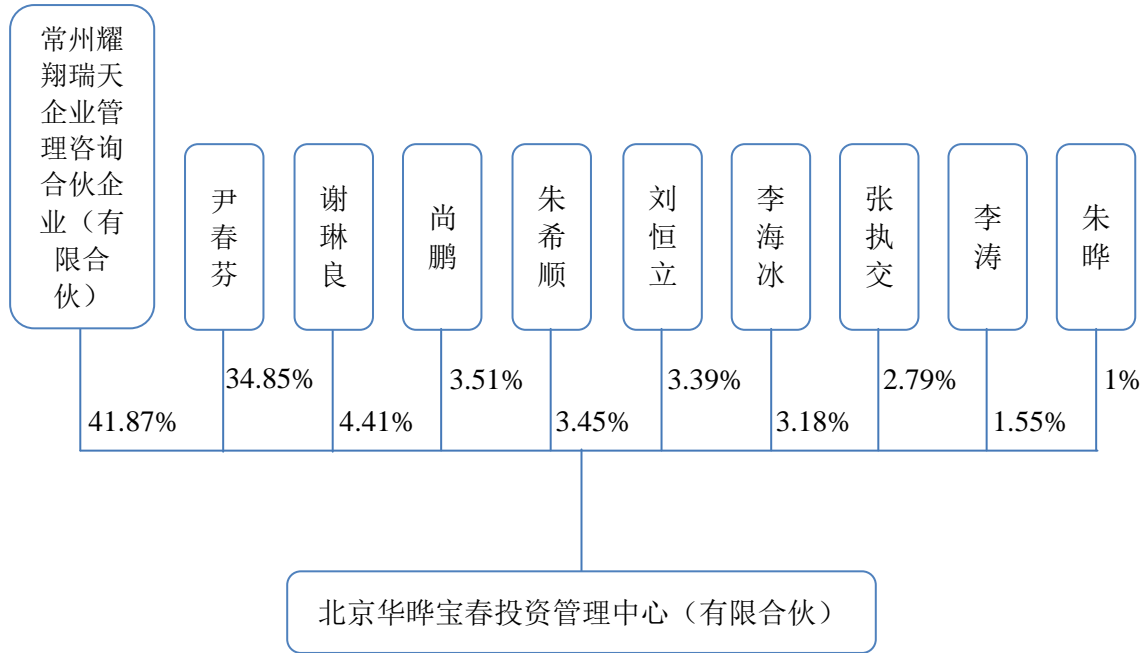 常州耀
翔瑞天
企业管
理咨询
合伙企
业（有
限合
伙）
尹春芬
谢琳良
尚鹏
朱希顺
刘恒立
李海冰
张执交
李涛
朱晔
41.87%
34.85%
4.41%
3.51%
3.45%
3.39%
3.18%
2.79%
1.55%
1%
北京华晔宝春投资管理中心（有限合伙）